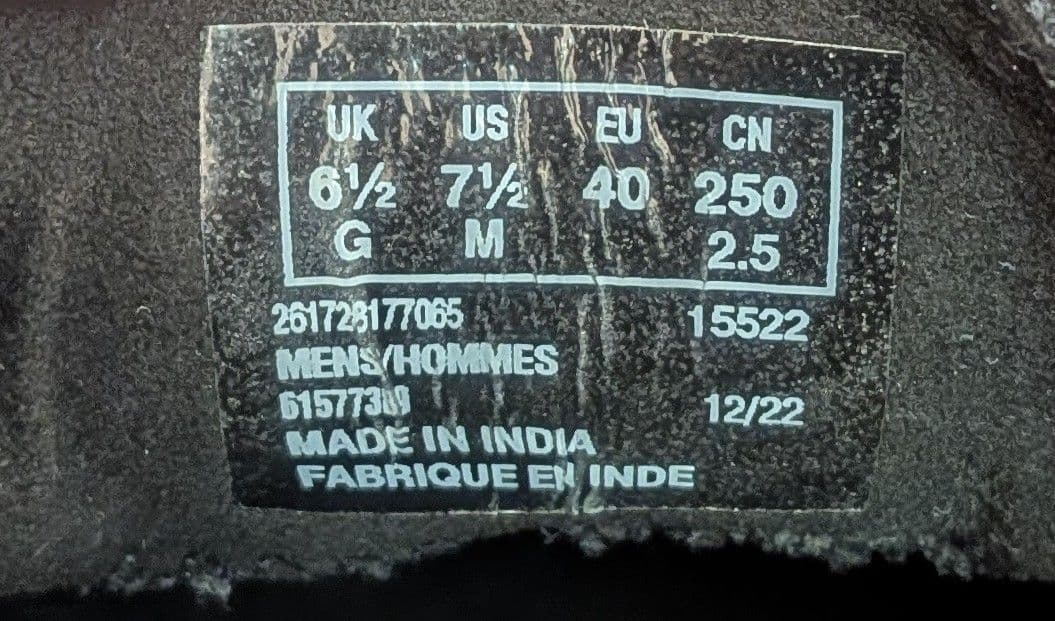 UK US EU CN
6½ 7½ 40 250
G M 2.5
261728177065 15522
MENS/HOMMES
12/22
MADE IN INDIA
FABRIQUE EN INDE